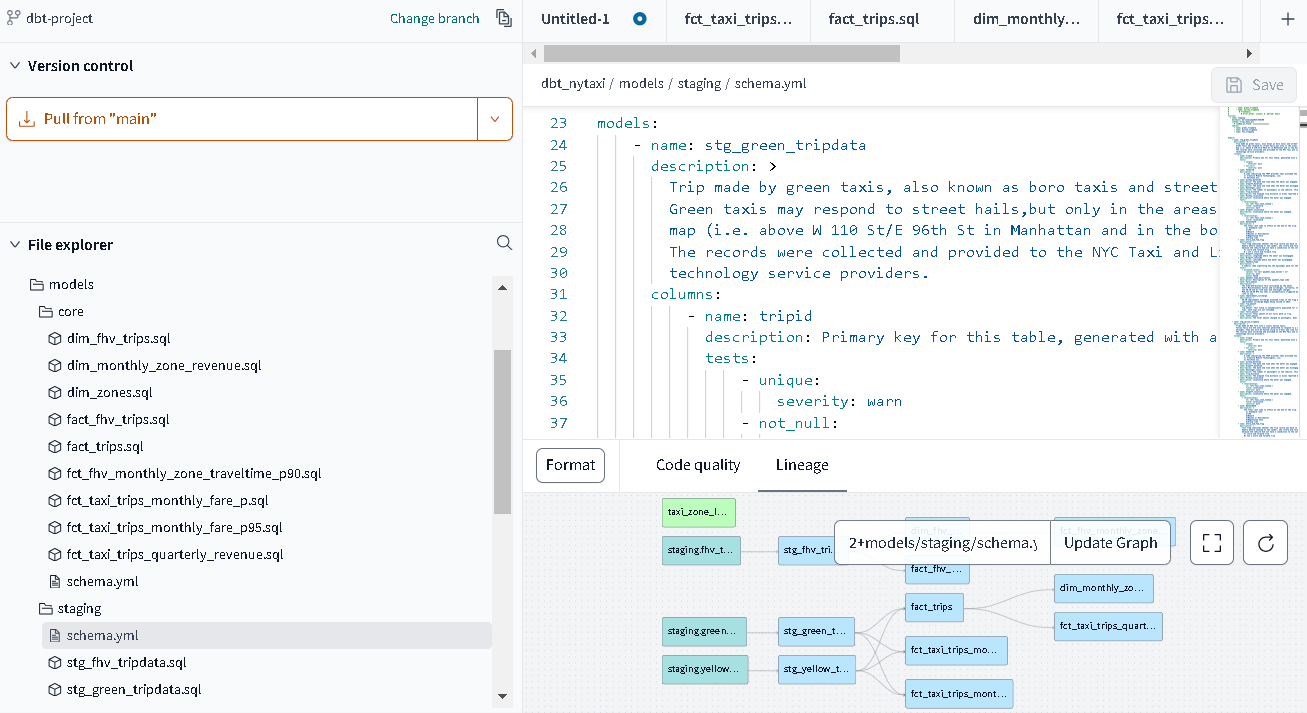 dbt-project
Change branch
Version control
Pull from "main"
File explorer
models
core
dim_fhv_trips.sql
dim_monthly_zone_revenue.sql
dim_zones.sql
fact_fhv_trips.sql
fact_trips.sql
fct_fhv_monthly_zone_traveltime_p90.sql
fct_taxi_trips_monthly_fare_p.sql
fct_taxi_trips_monthly_fare_p95.sql
fct_taxi_trips_quarterly_revenue.sql
schema.yml
staging
schema.yml
stg_fhv_tripdata.sql
stg_green_tripdata.sql
Untitled-1
fct_taxi_trips...
fact_trips.sql
dim_monthly...
fct_taxi_trips...
dbt_nytaxi / models / staging / schema.yml
Save
23 models:
24 - name: stg_green_tripdata
25 description: >
26 Trip made by green taxis, also known as boro taxis and street
27 Green taxis may respond to street hails,but only in the areas
28 map (i.e. above W 110 St/E 96th St in Manhattan and in the bo
29 The records were collected and provided to the NYC Taxi and Li
30 technology service providers.
31 columns:
32 - name: tripid
33 description: Primary key for this table, generated with a
34 tests:
35 - unique:
36 severity: warn
37 - not_null:
Format
Code quality
Lineage
taxi_zone_l...
staging.fhv_t...
stg_fhv_tri...
2+models/staging/schema.y
Update Graph
fact_fhv_...
dim_monthly_zo...
fact_trips
fct_taxi_trips_quart...
staging.green...
stg_green_t...
fct_taxi_trips_mo...
staging.yellow...
stg_yellow_t...
fct_taxi_trips_mont...